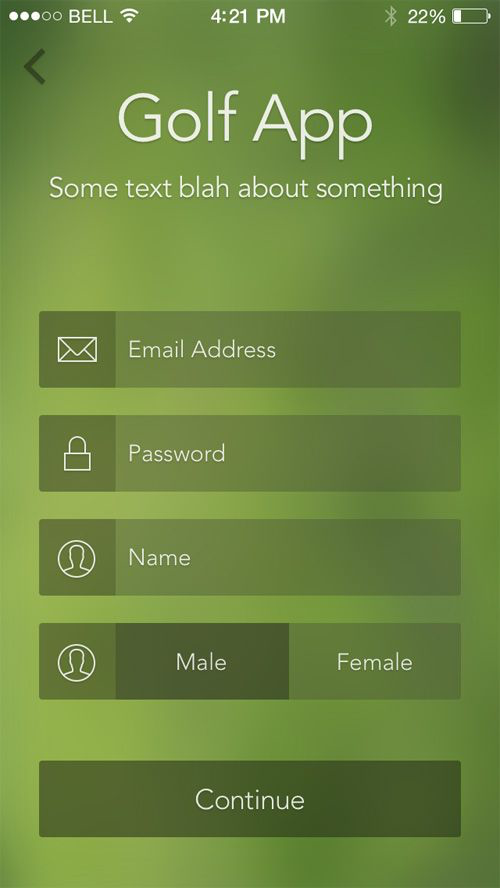 BELL 4:21 PM 22%
Golf App
Some text blah about something
Email Address
Password
Name
Male Female
Continue